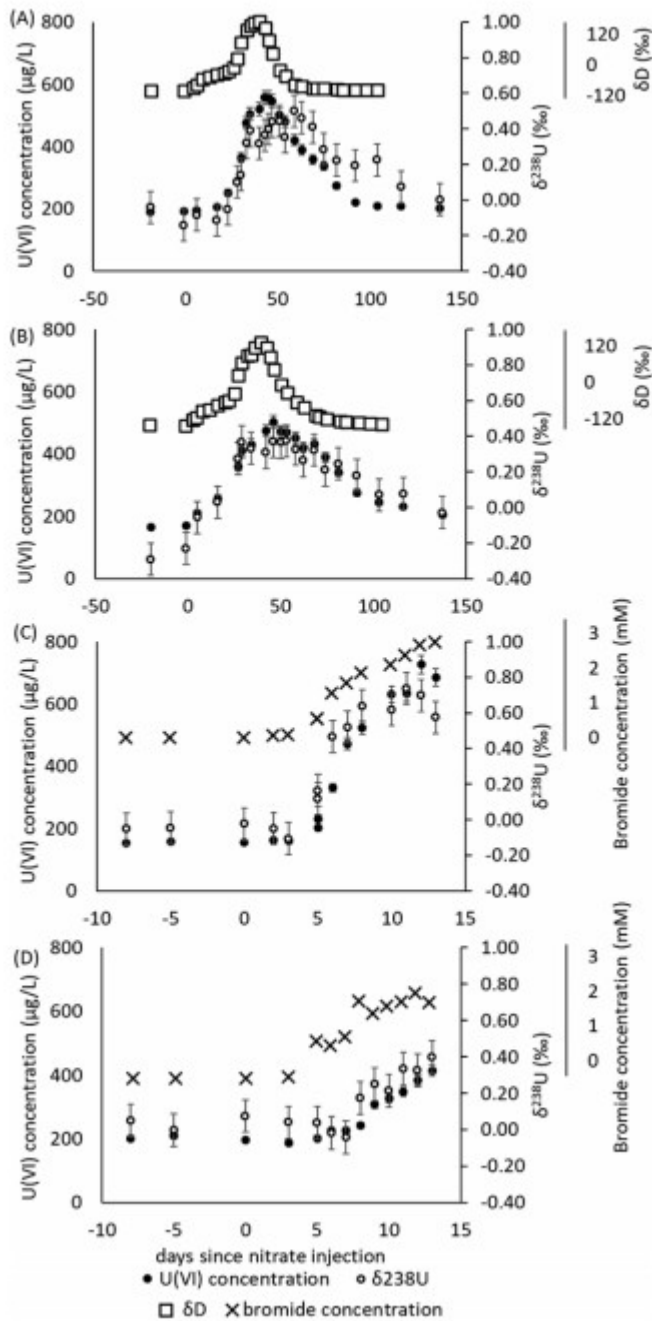 (A)
800
600
400
200
0
U(VI) concentration (µg/L)
-50 0 50 100 150
1.00
0.80
0.60
0.40
0.20
0.00
-0.20
-0.40
δ²³⁸U (‰)
120
0
-120
δD (‰)
(B)
800
600
400
200
0
U(VI) concentration (µg/L)
-50 0 50 100 150
1.00
0.80
0.60
0.40
0.20
0.00
-0.20
-0.40
δ²³⁸U (‰)
120
0
-120
δD (‰)
(C)
800
600
400
200
0
U(VI) concentration (µg/L)
-10 -5 0 5 10 15
1.00
0.80
0.60
0.40
0.20
0.00
-0.20
-0.40
δ²³⁸U (‰)
3
2
1
0
Bromide concentration (mM)
(D)
800
600
400
200
0
U(VI) concentration (µg/L)
-10 -5 0 5 10 15
1.00
0.80
0.60
0.40
0.20
0.00
-0.20
-0.40
δ²³⁸U (‰)
3
2
1
0
Bromide concentration (mM)
days since nitrate injection
U(VI) concentration δ238U
δD bromide concentration